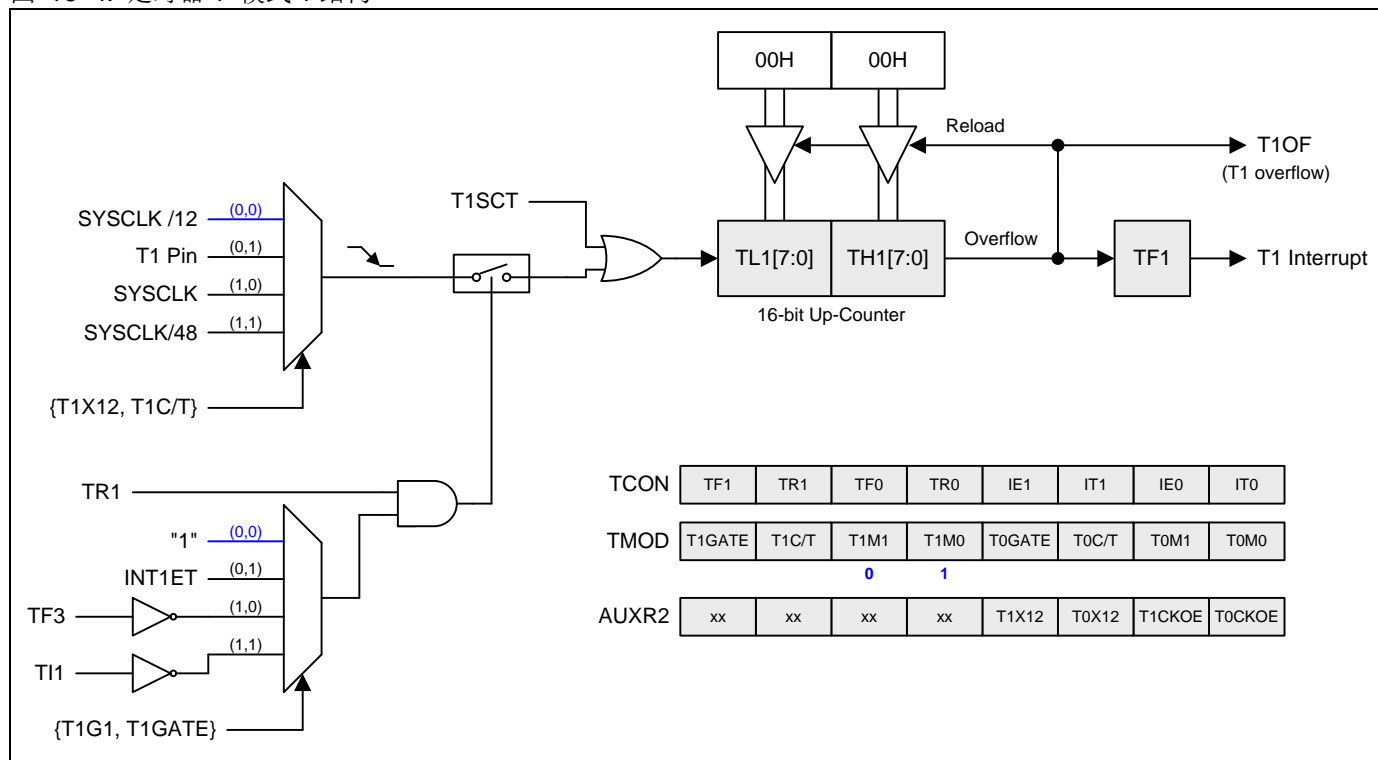 00H 00H
Reload
T1OF
(T1 overflow)
T1SCT
SYSCLK /12 (0,0)
T1 Pin (0,1)
SYSCLK (1,0)
SYSCLK/48 (1,1)
{T1X12, T1C/T}
TL1[7:0] TH1[7:0]
Overflow
TF1
T1 Interrupt
16-bit Up-Counter
TR1
"1" (0,0)
INT1ET (0,1)
TF3 (1,0)
TI1 (1,1)
{T1G1, T1GATE}
TCON TF1 TR1 TF0 TR0 IE1 IT1 IE0 IT0
TMOD T1GATE T1C/T T1M1 T1M0 T0GATE T0C/T T0M1 T0M0
0 1
AUXR2 xx xx xx xx T1X12 T0X12 T1CKOE T0CKOE